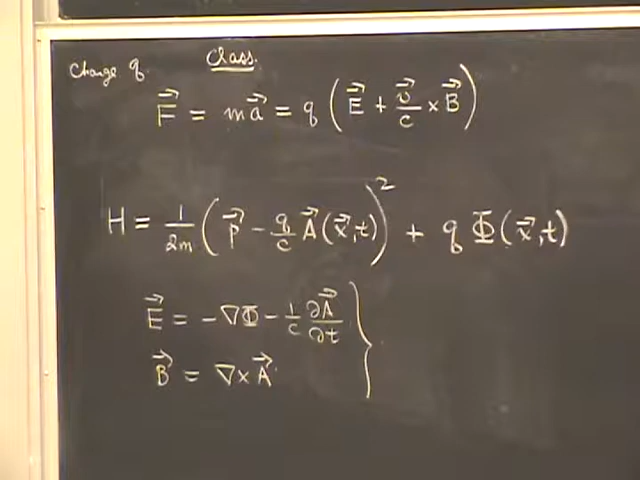 Charge q.
Class.
F⃗ = ma⃗ = q (E⃗ + v⃗/c × B⃗)
H = 1/2m (p⃗ − q/c A⃗(x⃗,t))² + q Φ(x⃗,t)
E⃗ = −∇Φ − 1/c ∂A⃗/∂t }
B⃗ = ∇×A⃗